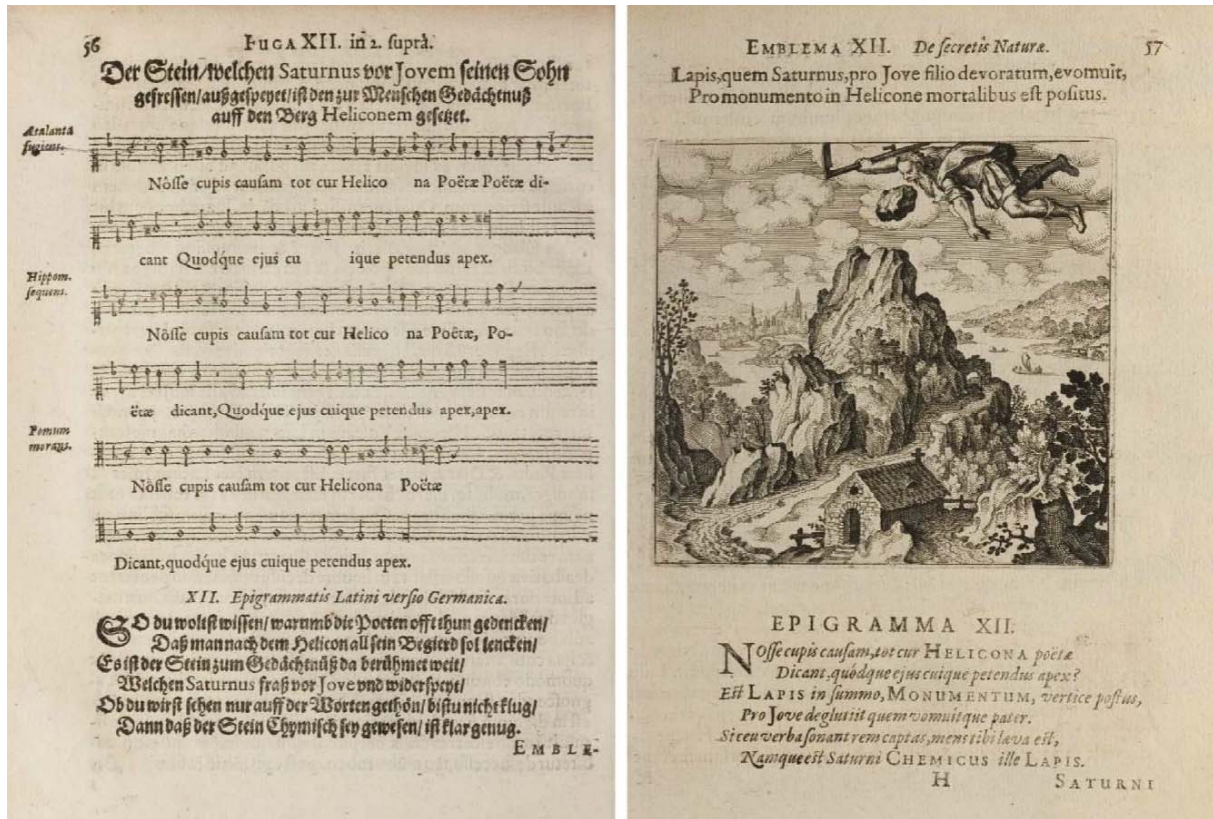 56
FUGA XII. in 2. suprà.
Der Stein/welchen Saturnus vor Jovem seinen Sohn
gefressen/außgespeyet/ist den zur Menschen Gedächtnuß
auff den Berg Heliconem gesetzet.
Atalanta
fugiens.
Nôsse cupis causam tot cur Helico na Poëtæ Poëtæ di-
cant Quodque ejus cu ique petendus apex.
Hippom.
sequens.
Nôsse cupis causam tot cur Helico na Poëtæ, Po-
ëtæ dicant,Quodque ejus cuique petendus apex,apex.
Pomum
morans.
Nôsse cupis causam tot cur Helicona Poëtæ
Dicant,quodque ejus cuique petendus apex.
XII. Epigrammatis Latini versio Germanica.
SO du woltst wissen/warumb die Poeten offt thun gedencken/
Daß man nach dem Helicon all sein Begierd sol lencken/
Es ist der Stein zum Gedächtnüß da berühmet weit/
Welchen Saturnus fraß vor Jove vnd widerspeyt/
Ob du wirst sehen nur auff der Worten gethön/bistu nicht klug/
Dann daß der Stein Chymisch sey gewesen/ist klar genug.
EMBLE-
EMBLEMA XII. De secretis Naturæ. 57
Lapis,quem Saturnus,pro Jove filio devoratum,evomuit,
Pro monumento in Helicone mortalibus est positus.
EPIGRAMMA XII.
NOsse cupis causam,tot cur HELICONA poëtæ
Dicant,quòdque ejus cuique petendus apex?
Est LAPIS in summo, MONUMENTUM, vertice postus,
Pro Jove deglutiit quem vomuitque pater.
Si ceu verba sonant rem captas,mens tibi læva est,
Namque est Saturni CHEMICUS ille LAPIS.
H SATURNI